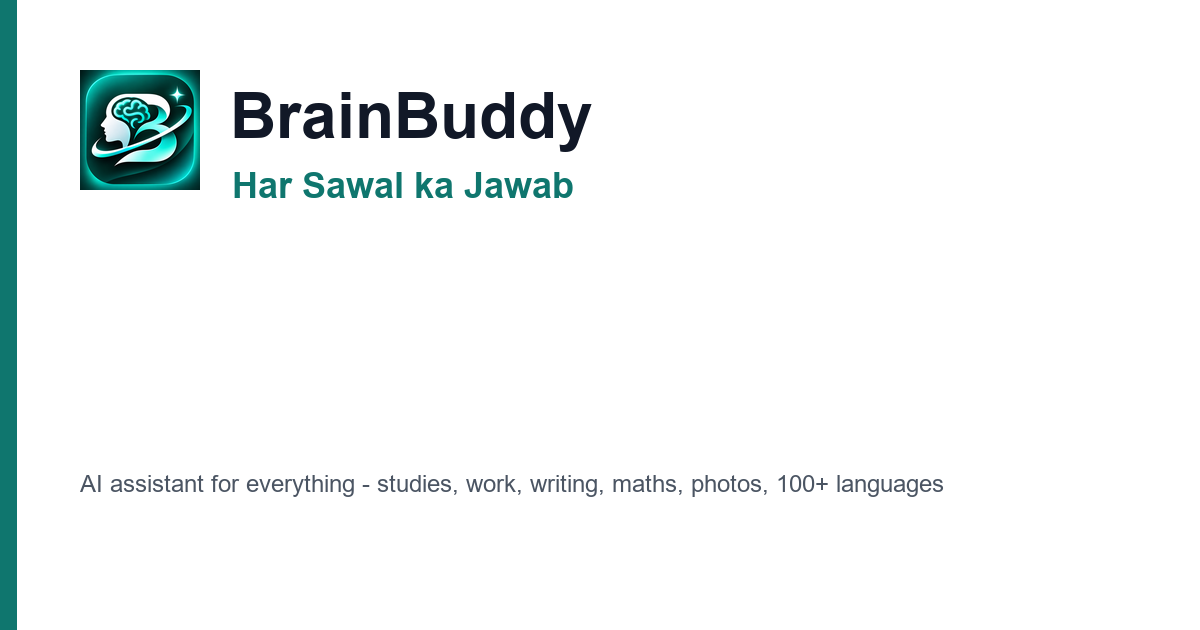 BrainBuddy
Har Sawal ka Jawab
AI assistant for everything - studies, work, writing, maths, photos, 100+ languages